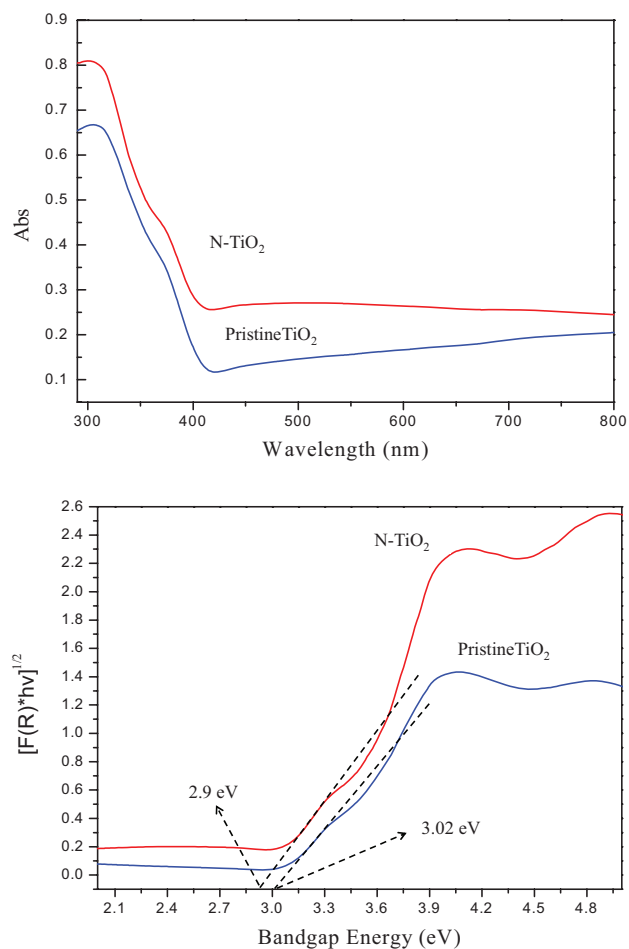 0.9
0.8
0.7
0.6
0.5
0.4
0.3
0.2
0.1
Abs
N-TiO₂
PristineTiO₂
300 400 500 600 700 800
Wavelength (nm)
2.6
2.4
2.2
2.0
1.8
1.6
1.4
1.2
1.0
0.8
0.6
0.4
0.2
0.0
[F(R)*hv]^1/2
N-TiO₂
PristineTiO₂
2.9 eV
3.02 eV
2.1 2.4 2.7 3.0 3.3 3.6 3.9 4.2 4.5 4.8
Bandgap Energy (eV)